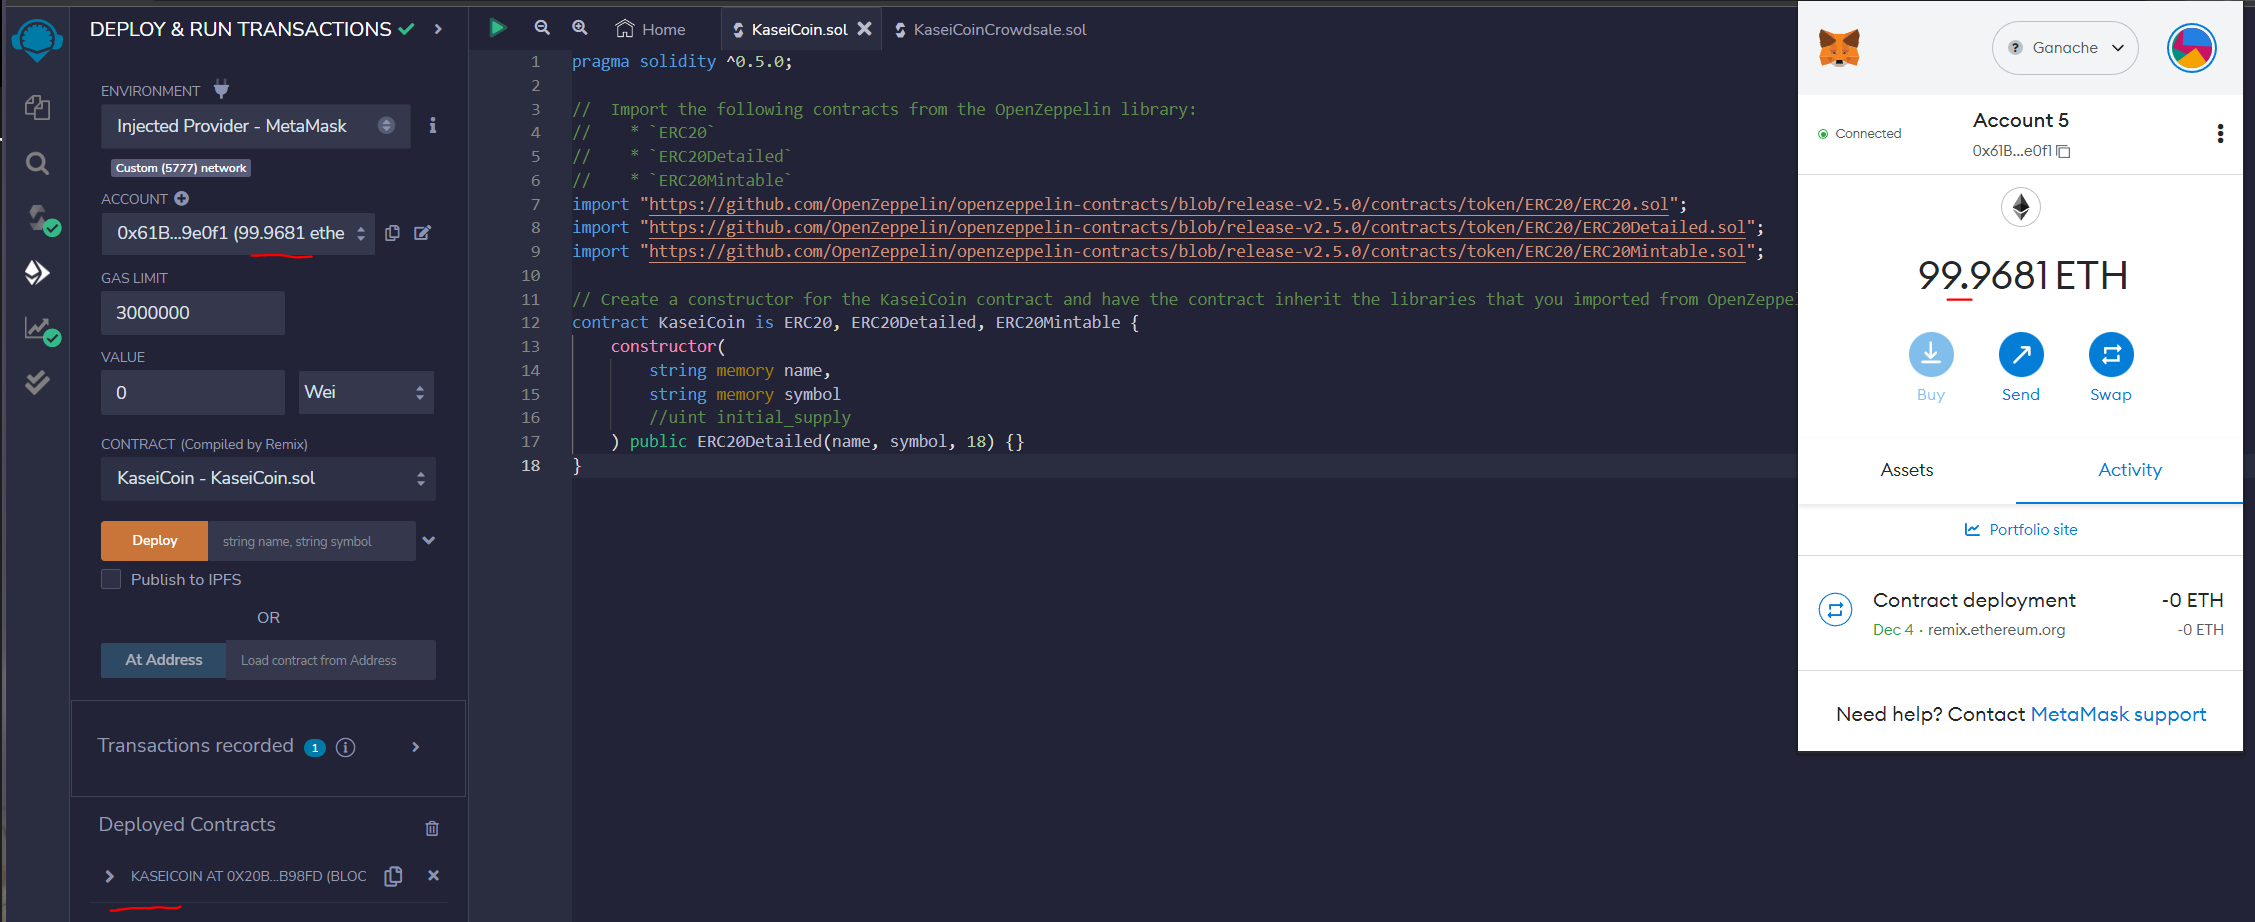 DEPLOY & RUN TRANSACTIONS
ENVIRONMENT
Injected Provider - MetaMask
Custom (5777) network
ACCOUNT
0x61B...9e0f1 (99.9681 ethe
GAS LIMIT
3000000
VALUE
0
Wei
CONTRACT (Compiled by Remix)
KaseiCoin - KaseiCoin.sol
Deploy
string name, string symbol
Publish to IPFS
OR
At Address
Load contract from Address
Transactions recorded 1 i
Deployed Contracts
KASEICOIN AT 0X20B...B98FD (BLOC
Home
KaseiCoin.sol
KaseiCoinCrowdsale.sol
1 pragma solidity ^0.5.0;
2
3 //  Import the following contracts from the OpenZeppelin library:
4 //    * `ERC20`
5 //    * `ERC20Detailed`
6 //    * `ERC20Mintable`
7 import "https://github.com/OpenZeppelin/openzeppelin-contracts/blob/release-v2.5.0/contracts/token/ERC20/ERC20.sol";
8 import "https://github.com/OpenZeppelin/openzeppelin-contracts/blob/release-v2.5.0/contracts/token/ERC20/ERC20Detailed.sol";
9 import "https://github.com/OpenZeppelin/openzeppelin-contracts/blob/release-v2.5.0/contracts/token/ERC20/ERC20Mintable.sol";
10
11 // Create a constructor for the KaseiCoin contract and have the contract inherit the libraries that you imported from OpenZeppel
12 contract KaseiCoin is ERC20, ERC20Detailed, ERC20Mintable {
13     constructor(
14         string memory name,
15         string memory symbol
16         //uint initial_supply
17     ) public ERC20Detailed(name, symbol, 18) {}
18 }
? Ganache
Connected
Account 5
0x61B...e0f1
99.9681 ETH
Buy
Send
Swap
Assets
Activity
Portfolio site
Contract deployment
-0 ETH
Dec 4 · remix.ethereum.org
-0 ETH
Need help? Contact MetaMask support